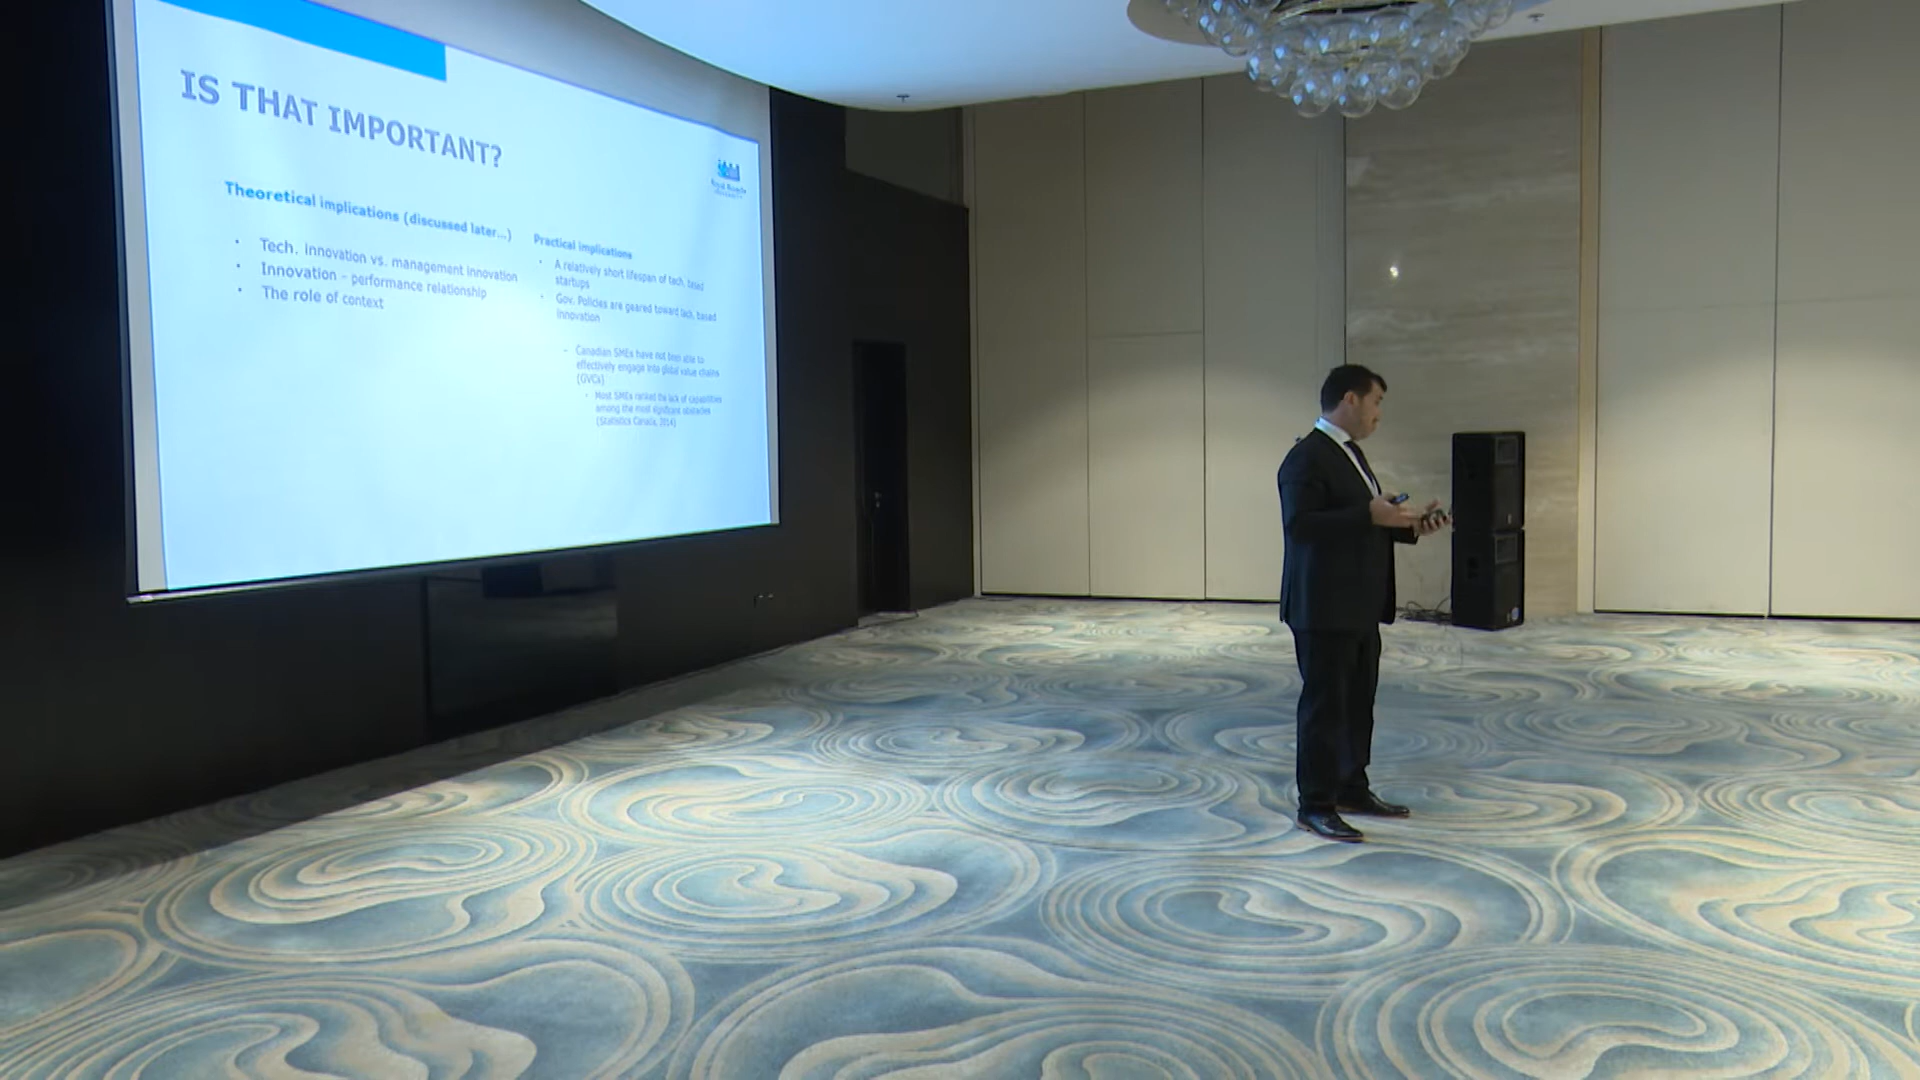 IS THAT IMPORTANT?
Royal Roads
Theoretical implications (discussed later...)
• Tech. innovation vs. management innovation
• Innovation – performance relationship
• The role of context
Practical implications
• A relatively short lifespan of tech. based
startups
• Gov. Policies are geared toward tech. based
innovation
- Canadian SMEs have not been able to
effectively engage into global value chains
(GVCs)
• Most SMEs ranked the lack of capabilities
among the most significant obstacles
(Statistics Canada, 2014)